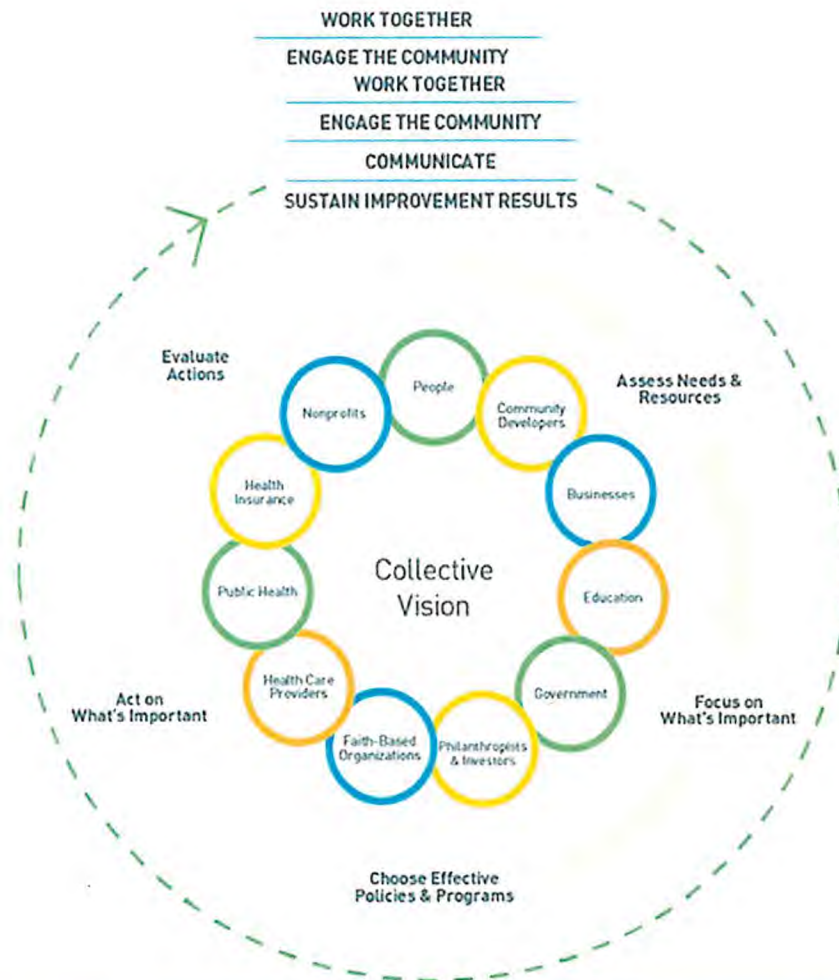 WORK TOGETHER
ENGAGE THE COMMUNITY
WORK TOGETHER
ENGAGE THE COMMUNITY
COMMUNICATE
SUSTAIN IMPROVEMENT RESULTS
Evaluate
Actions
Assess Needs &
Resources
People
Nonprofits
Community
Developers
Health
Insurance
Businesses
Collective
Vision
Public Health
Education
Health Care
Providers
Government
Act on
What's Important
Focus on
What's Important
Faith-Based
Organizations
Philanthropists
& Investors
Choose Effective
Policies & Programs